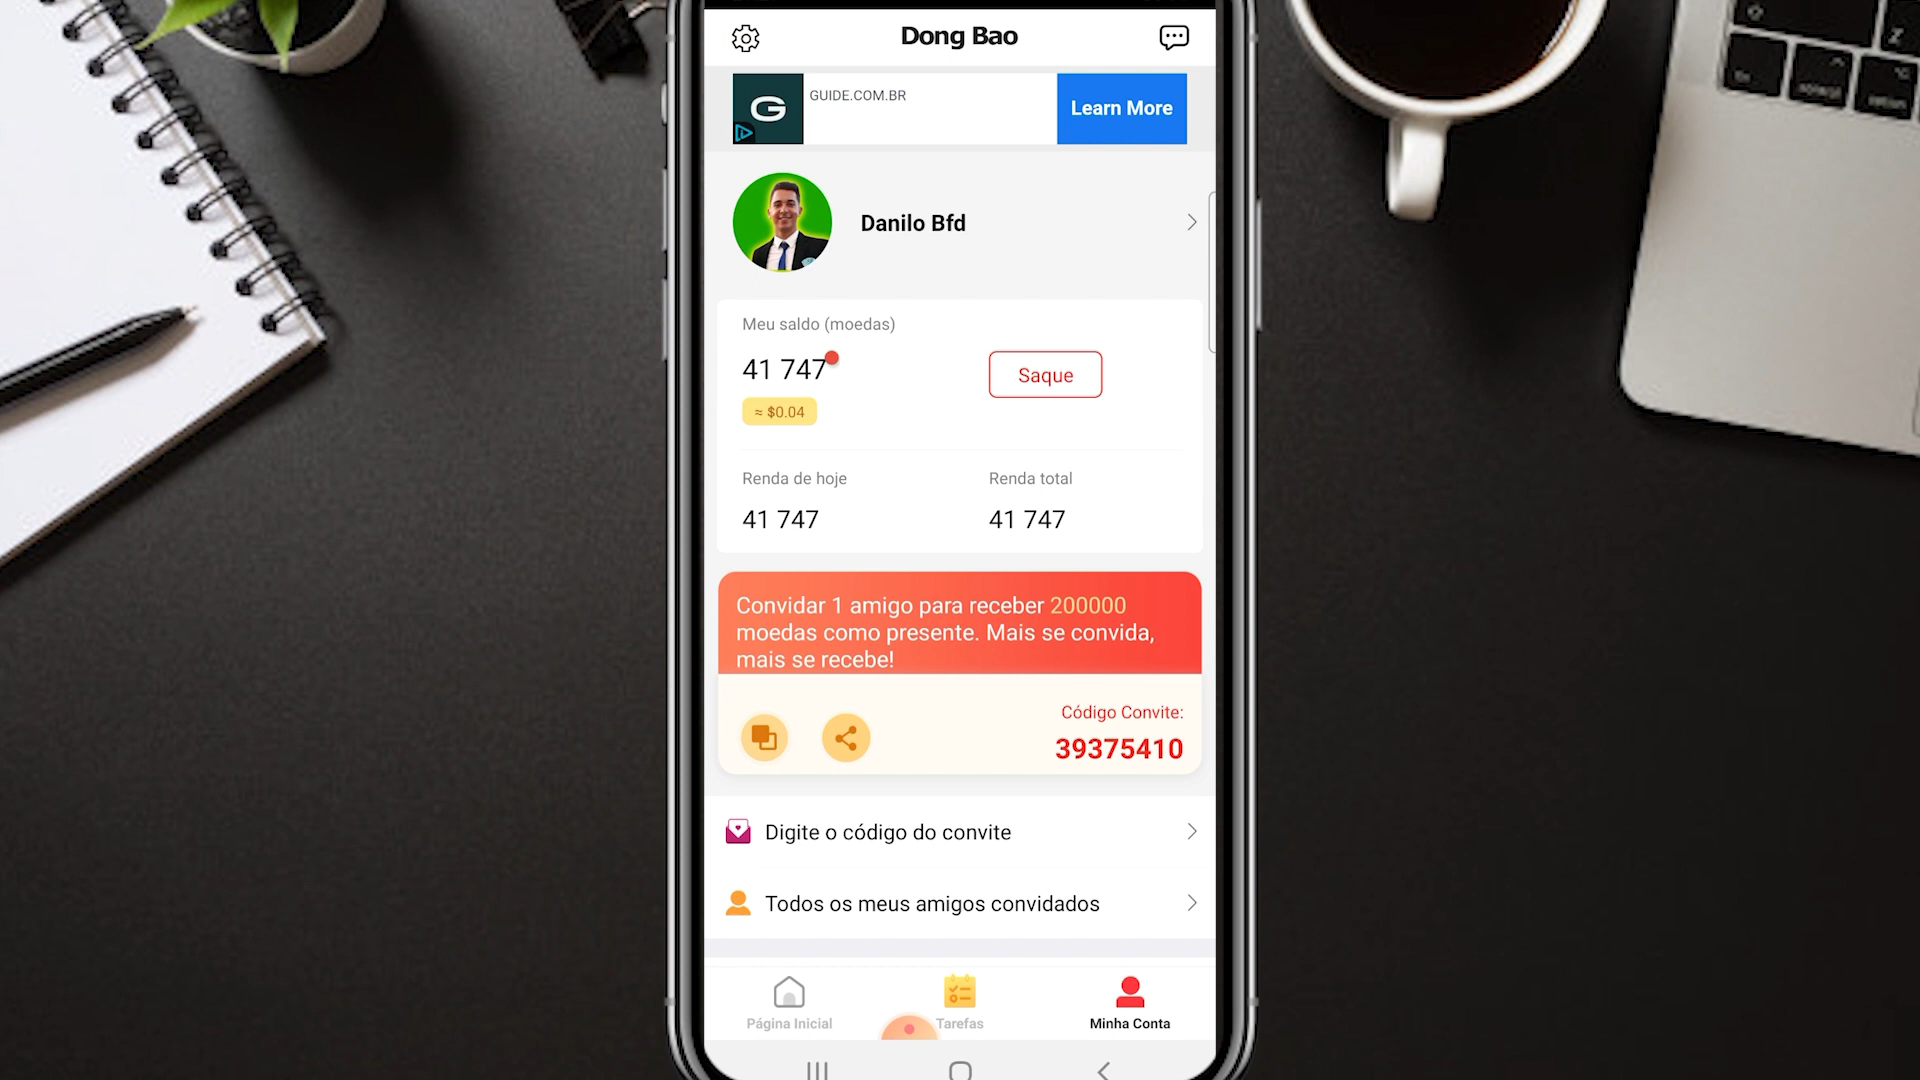 Dong Bao
G
GUIDE.COM.BR
Learn More
Danilo Bfd
Meu saldo (moedas)
41 747
≈ $0.04
Saque
Renda de hoje
Renda total
41 747
41 747
Convidar 1 amigo para receber 200000
moedas como presente. Mais se convida,
mais se recebe!
Código Convite:
39375410
Digite o código do convite
Todos os meus amigos convidados
Página Inicial
Tarefas
Minha Conta
Z